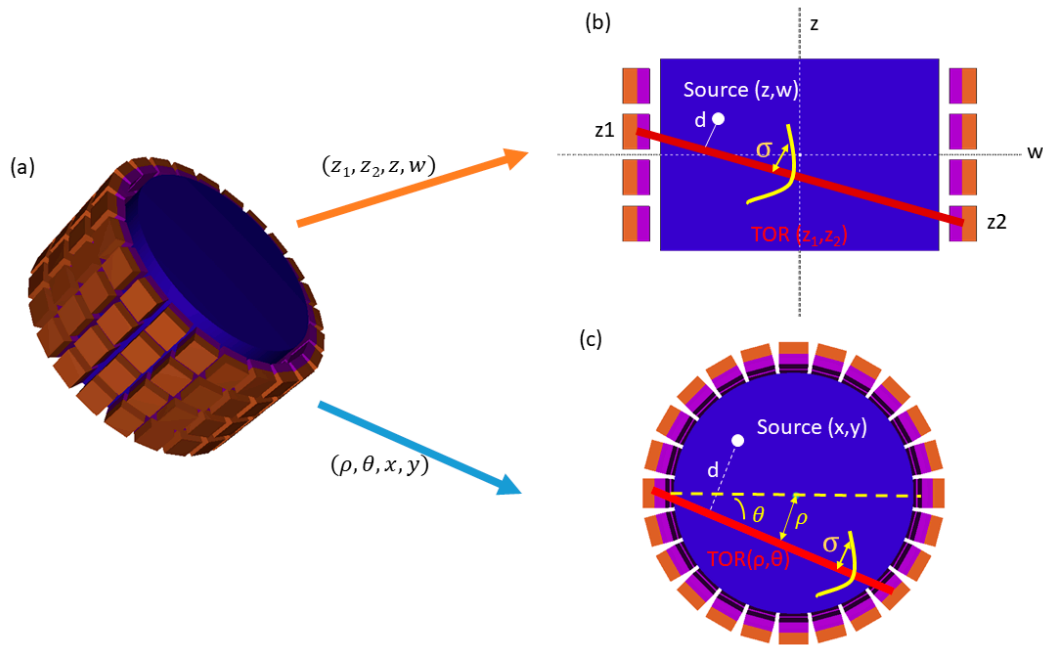 (a)
(z₁, z₂, z, w)
(ρ, θ, x, y)
(b)
z
Source (z,w)
d
z1
σ
w
TOR (z₁,z₂)
z2
(c)
Source (x,y)
d
θ
ρ
σ
TOR(ρ,θ)